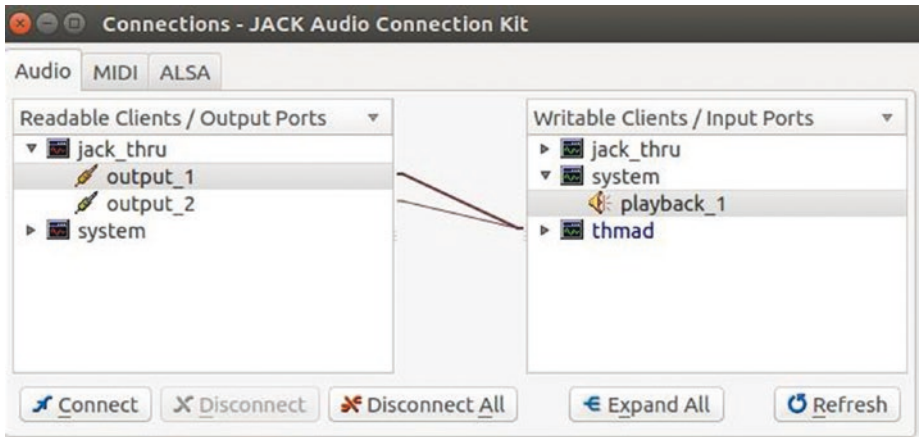 Connections - JACK Audio Connection Kit
Audio MIDI ALSA
Readable Clients / Output Ports
jack_thru
output_1
output_2
system
Writable Clients / Input Ports
jack_thru
system
playback_1
thmad
Connect Disconnect Disconnect All Expand All Refresh